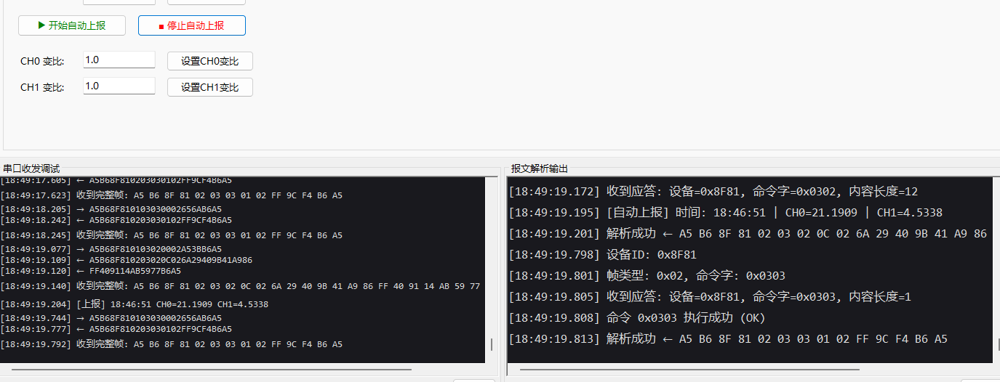 ▶ 开始自动上报
■ 停止自动上报
CH0 变比:
1.0
设置CH0变比
CH1 变比:
1.0
设置CH1变比
串口收发调试
[18:49:17.605] ← A5B68F810203030102FF9CF4B6A5
[18:49:17.623] 收到完整帧: A5 B6 8F 81 02 03 03 01 02 FF 9C F4 B6 A5
[18:49:18.205] → A5B68F810103030002656AB6A5
[18:49:18.242] ← A5B68F810203030102FF9CF4B6A5
[18:49:18.245] 收到完整帧: A5 B6 8F 81 02 03 03 01 02 FF 9C F4 B6 A5
[18:49:19.077] → A5B68F810103020002A53BB6A5
[18:49:19.109] ← A5B68F810203020C026A29409B41A986
[18:49:19.120] ← FF409114AB5977B6A5
[18:49:19.140] 收到完整帧: A5 B6 8F 81 02 03 02 0C 02 6A 29 40 9B 41 A9 86 FF 40 91 14 AB 59 77
[18:49:19.204] [上报] 18:46:51 CH0=21.1909 CH1=4.5338
[18:49:19.744] → A5B68F810103030002656AB6A5
[18:49:19.777] ← A5B68F810203030102FF9CF4B6A5
[18:49:19.792] 收到完整帧: A5 B6 8F 81 02 03 03 01 02 FF 9C F4 B6 A5
报文解析输出
[18:49:19.172] 收到应答: 设备=0x8F81, 命令字=0x0302, 内容长度=12
[18:49:19.195] [自动上报] 时间: 18:46:51 | CH0=21.1909 | CH1=4.5338
[18:49:19.201] 解析成功 ← A5 B6 8F 81 02 03 02 0C 02 6A 29 40 9B 41 A9 86
[18:49:19.798] 设备ID: 0x8F81
[18:49:19.801] 帧类型: 0x02, 命令字: 0x0303
[18:49:19.805] 收到应答: 设备=0x8F81, 命令字=0x0303, 内容长度=1
[18:49:19.808] 命令 0x0303 执行成功 (OK)
[18:49:19.813] 解析成功 ← A5 B6 8F 81 02 03 03 01 02 FF 9C F4 B6 A5